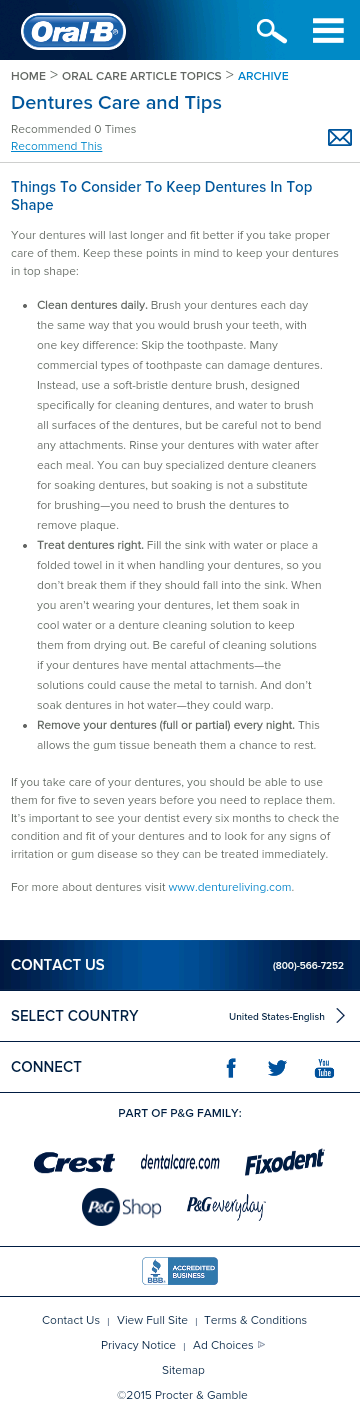 Oral-B®
HOME > ORAL CARE ARTICLE TOPICS > ARCHIVE
Dentures Care and Tips
Recommended 0 Times
Recommend This
Things To Consider To Keep Dentures In Top
Shape
Your dentures will last longer and fit better if you take proper
care of them. Keep these points in mind to keep your dentures
in top shape:
• Clean dentures daily. Brush your dentures each day
the same way that you would brush your teeth, with
one key difference: Skip the toothpaste. Many
commercial types of toothpaste can damage dentures.
Instead, use a soft-bristle denture brush, designed
specifically for cleaning dentures, and water to brush
all surfaces of the dentures, but be careful not to bend
any attachments. Rinse your dentures with water after
each meal. You can buy specialized denture cleaners
for soaking dentures, but soaking is not a substitute
for brushing—you need to brush the dentures to
remove plaque.
• Treat dentures right. Fill the sink with water or place a
folded towel in it when handling your dentures, so you
don’t break them if they should fall into the sink. When
you aren’t wearing your dentures, let them soak in
cool water or a denture cleaning solution to keep
them from drying out. Be careful of cleaning solutions
if your dentures have mental attachments—the
solutions could cause the metal to tarnish. And don’t
soak dentures in hot water—they could warp.
• Remove your dentures (full or partial) every night. This
allows the gum tissue beneath them a chance to rest.
If you take care of your dentures, you should be able to use
them for five to seven years before you need to replace them.
It’s important to see your dentist every six months to check the
condition and fit of your dentures and to look for any signs of
irritation or gum disease so they can be treated immediately.
For more about dentures visit www.dentureliving.com.
CONTACT US (800)-566-7252
SELECT COUNTRY United States-English
CONNECT You Tube
PART OF P&G FAMILY:
Crest dentalcare.com Fixodent
P&G Shop P&G everyday
BBB. ACCREDITED
BUSINESS
Contact Us | View Full Site | Terms & Conditions
Privacy Notice | Ad Choices
Sitemap
©2015 Procter & Gamble